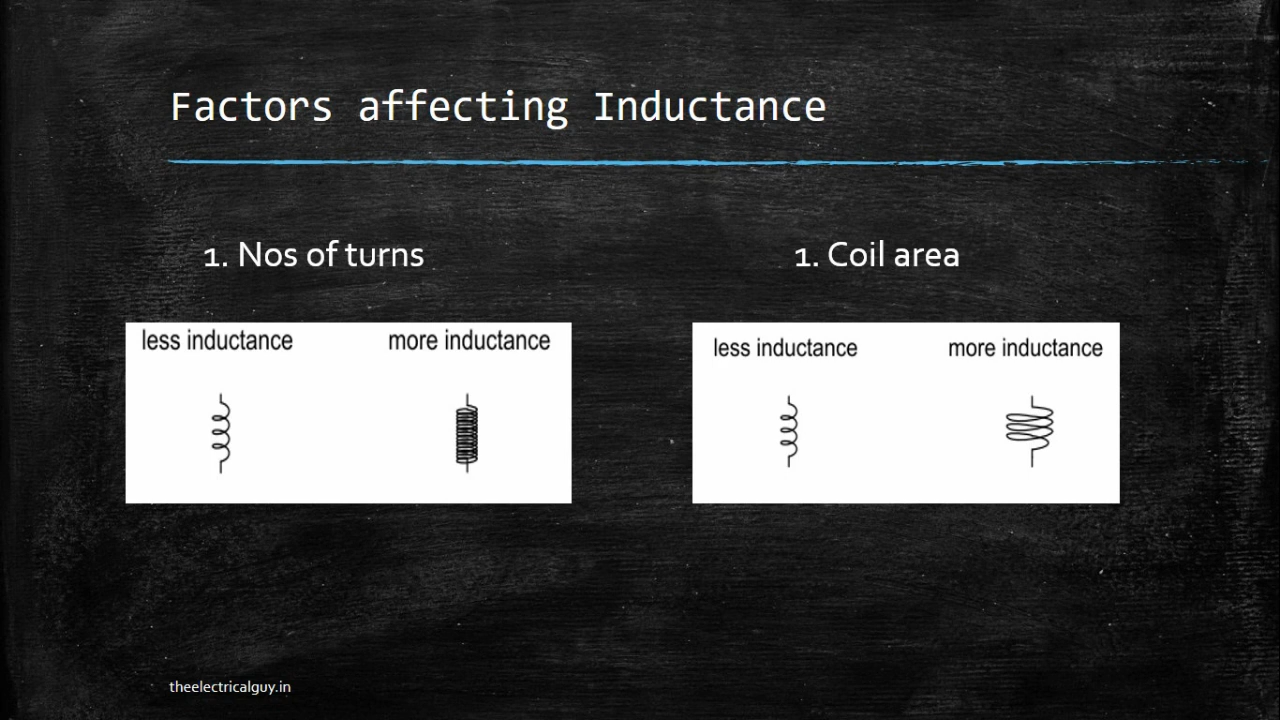 Factors affecting Inductance
1. Nos of turns
1. Coil area
less inductance
more inductance
less inductance
more inductance
theelectricalguy.in